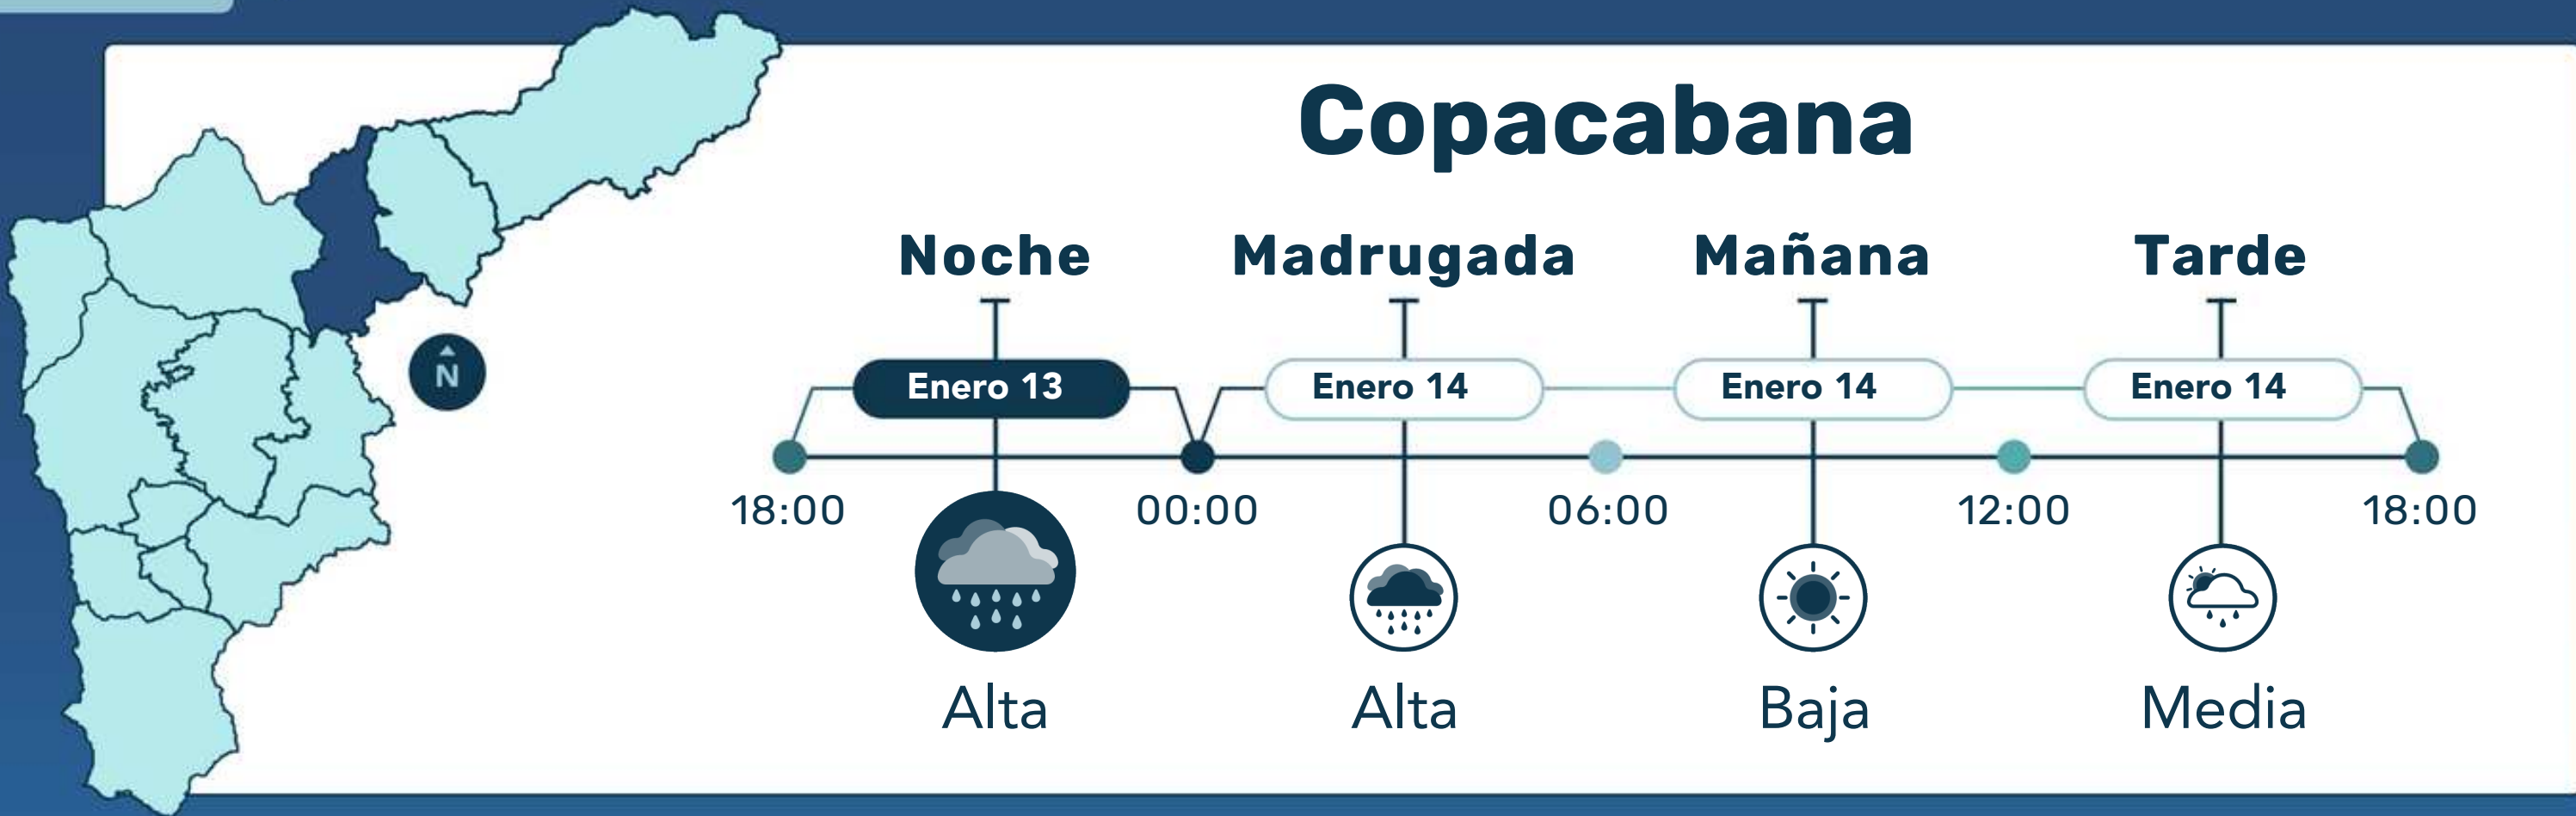 Copacabana
Noche Madrugada Mañana Tarde
N
Enero 13 Enero 14 Enero 14 Enero 14
18:00 00:00 06:00 12:00 18:00
Alta Alta Baja Media